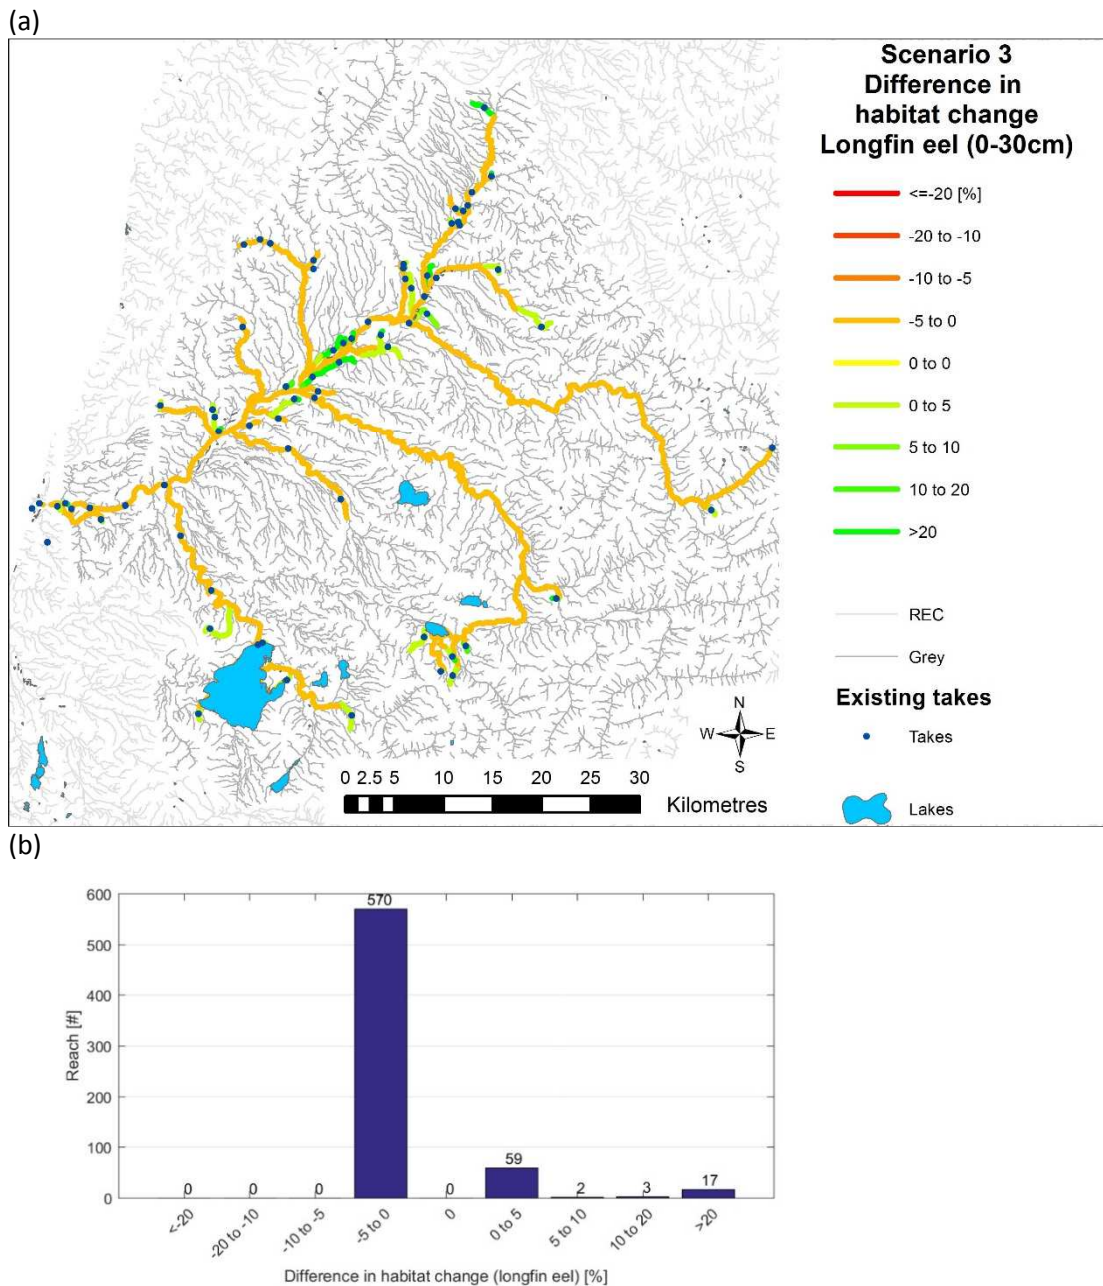 (a)
Scenario 3
Difference in
habitat change
Longfin eel (0-30cm)
<=-20 [%]
-20 to -10
-10 to -5
-5 to 0
0 to 0
0 to 5
5 to 10
10 to 20
>20
REC
Grey
Existing takes
Takes
Lakes
N
W E
S
0 2.5 5 10 15 20 25 30
Kilometres
(b)
600
500
400
300
200
100
0
Reach [#]
0 0 0 570 0 59 2 3 17
<-20 -20 to -10 -10 to -5 -5 to 0 0 0 to 5 5 to 10 10 to 20 >20
Difference in habitat change (longfin eel) [%]